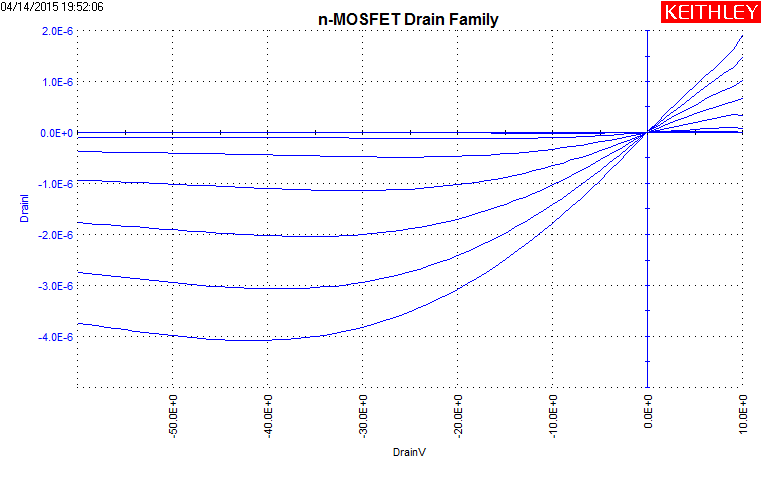 04/14/2015 19:52:06
KEITHLEY
n-MOSFET Drain Family
2.0E-6
1.0E-6
0.0E+0
-1.0E-6
-2.0E-6
-3.0E-6
-4.0E-6
DrainI
-50.0E+0
-40.0E+0
-30.0E+0
-20.0E+0
-10.0E+0
0.0E+0
10.0E+0
DrainV